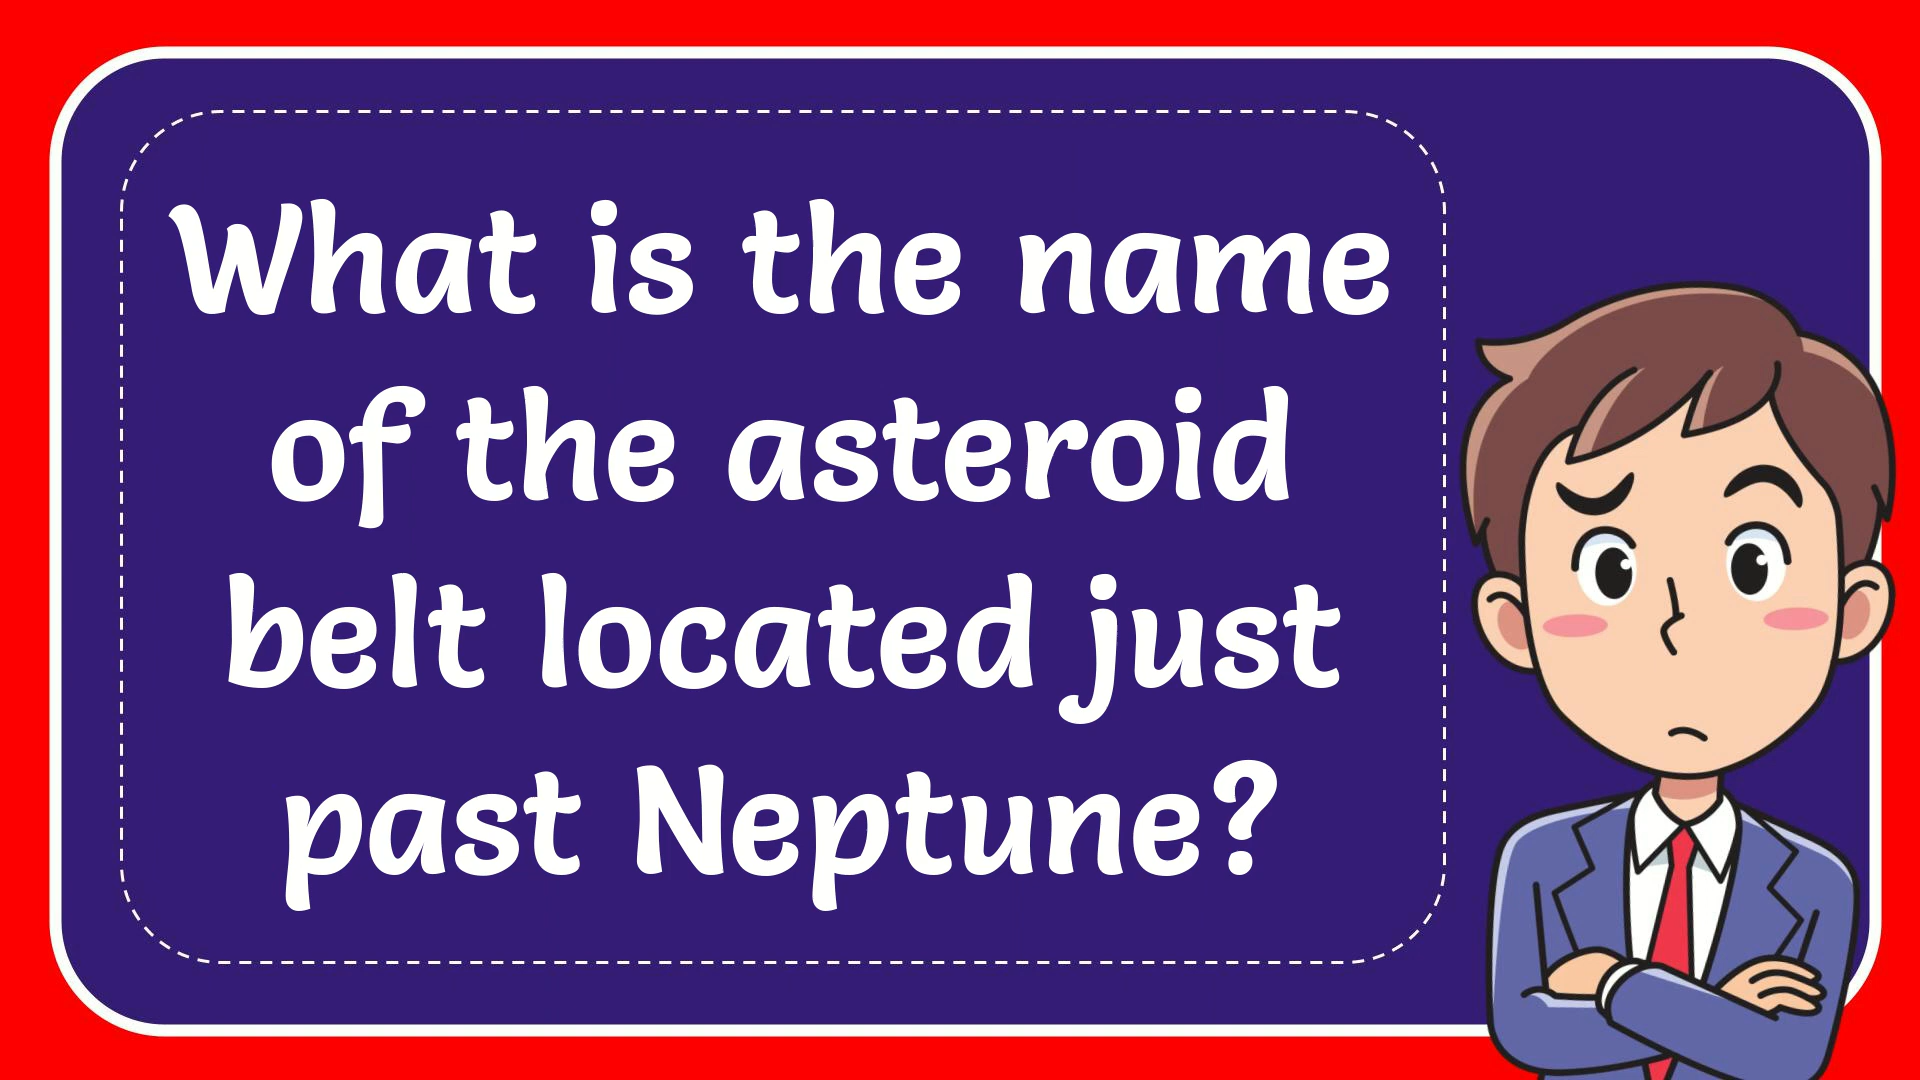 What is the name
of the asteroid
belt located just
past Neptune?